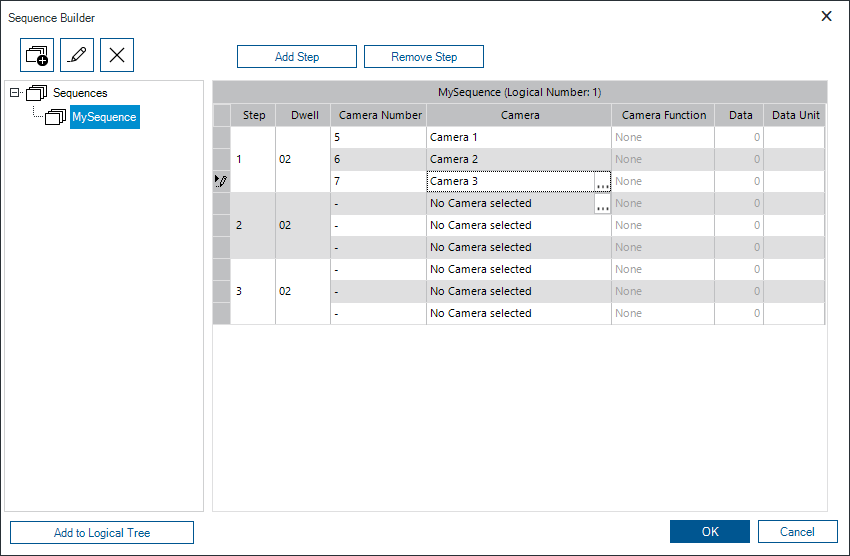 Sequence Builder
Add Step Remove Step
Sequences
MySequence
MySequence (Logical Number: 1)
Step Dwell Camera Number Camera Camera Function Data Data Unit
5 Camera 1 None 0
1 02 6 Camera 2 None 0
7 Camera 3 ... None 0
- No Camera selected ... None 0
2 02 - No Camera selected None 0
- No Camera selected None 0
- No Camera selected None 0
3 02 - No Camera selected None 0
- No Camera selected None 0
Add to Logical Tree OK Cancel